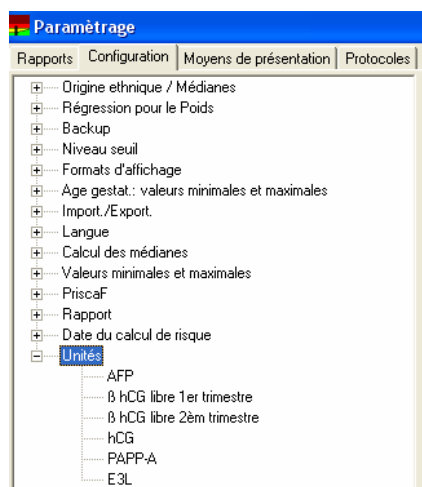 Paramètrage
Rapports Configuration Moyens de présentation Protocoles
Origine ethnique / Médianes
Régression pour le Poids
Backup
Niveau seuil
Formats d'affichage
Age gestat.: valeurs minimales et maximales
Import./Export.
Langue
Calcul des médianes
Valeurs minimales et maximales
PriscaF
Rapport
Date du calcul de risque
Unités
AFP
ß hCG libre 1er trimestre
ß hCG libre 2èm trimestre
hCG
PAPP-A
E3L